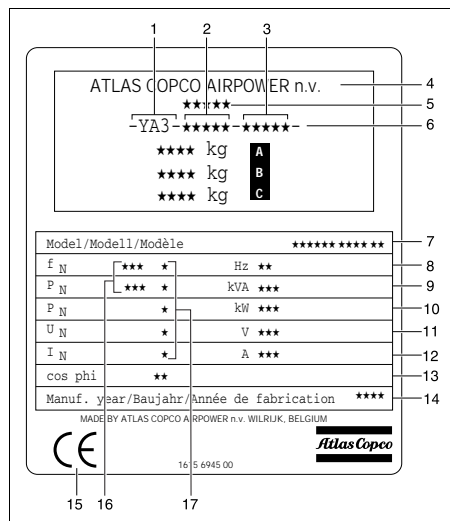 1 2 3
ATLAS COPCO AIRPOWER n.v. 4
★★★★★ 5
-YA3-★★★★★-★★★★★- 6
★★★★ kg A
★★★★ kg B
★★★★ kg C
Model/Modell/Modèle ★★★★★★ ★★★★ ★★ 7
f N ★★★ ★ Hz ★★ 8
P N ★★★ ★ kVA ★★★ 9
P N ★ kW ★★★ 10
U N ★ V ★★★ 11
I N ★ A ★★★ 12
cos phi ★★ 13
Manuf. year/Baujahr/Année de fabrication ★★★★ 14
MADE BY ATLAS COPCO AIRPOWER n.v. WILRIJK, BELGIUM
CE Atlas Copco
1615 6945 00
15 16 17